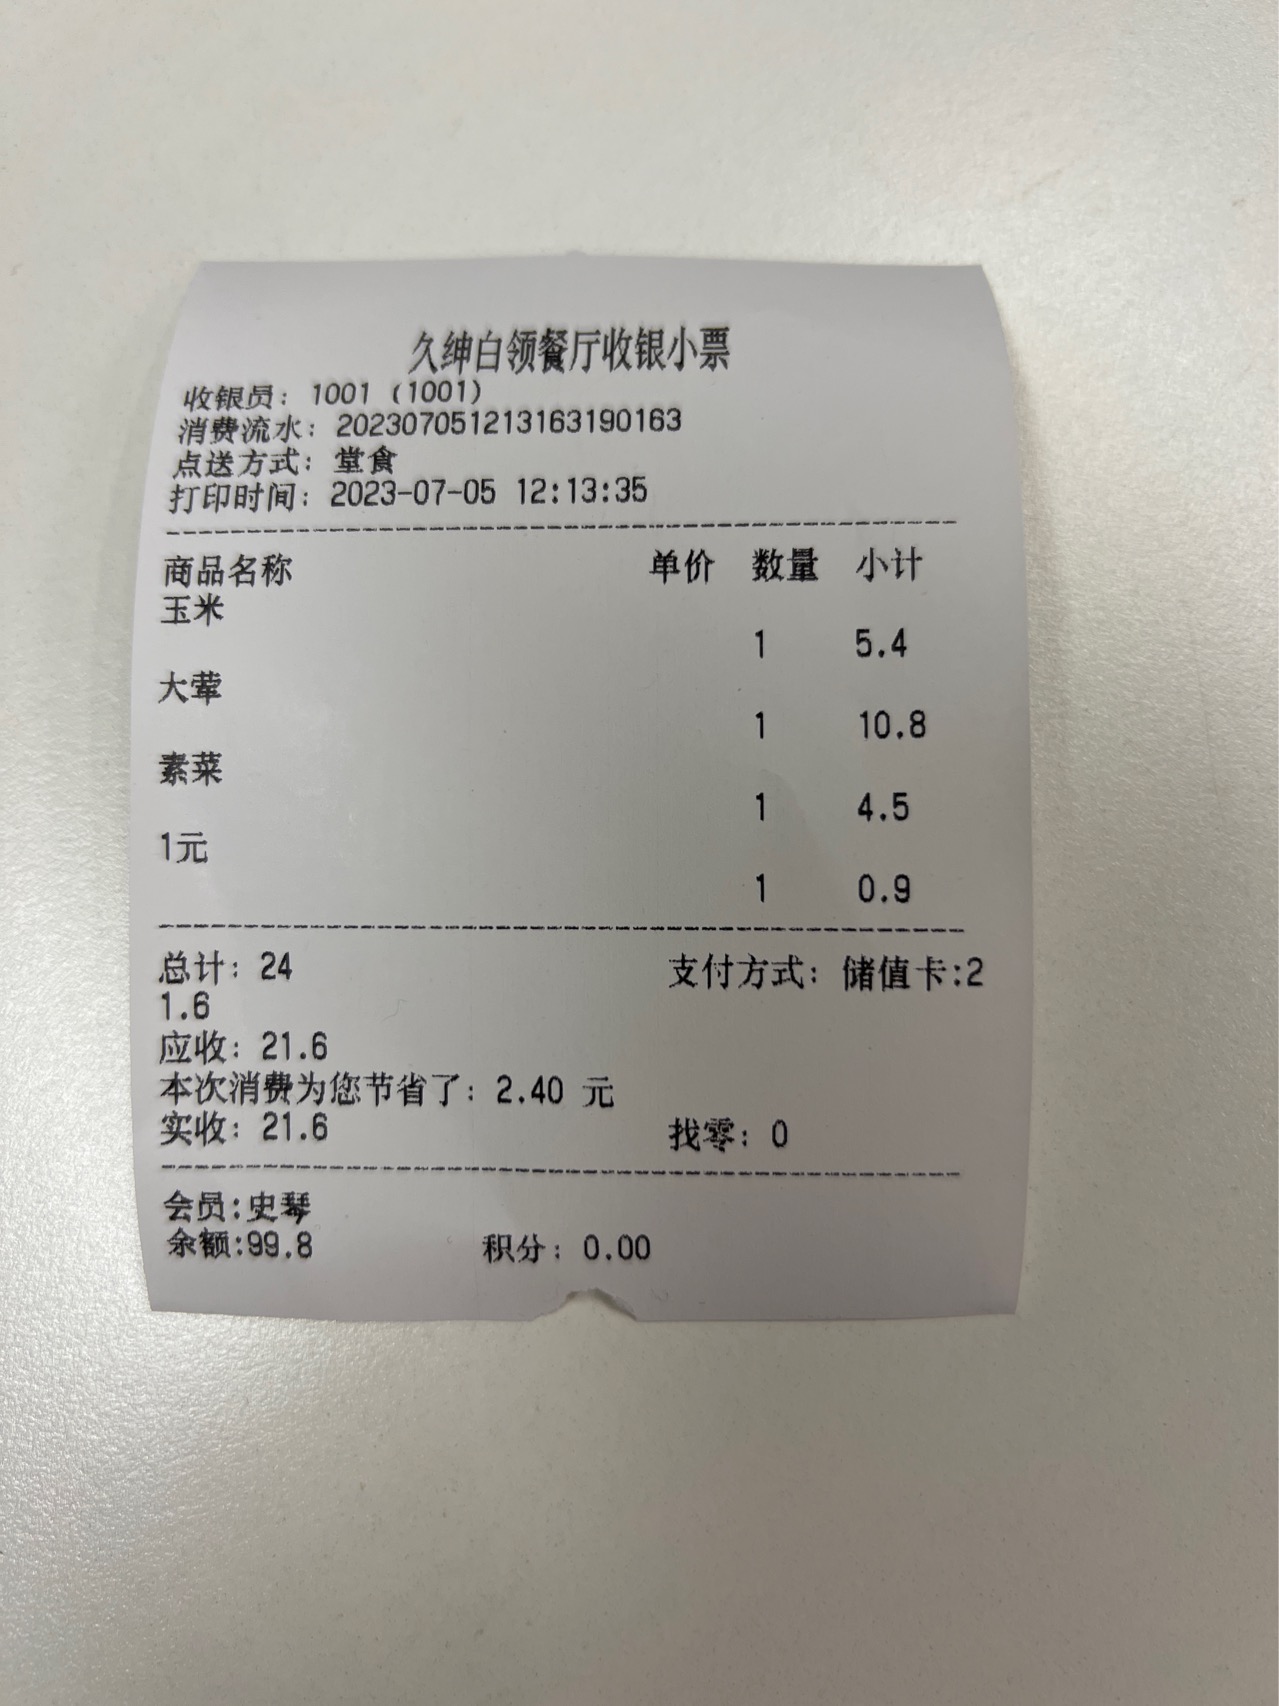 久绅白领餐厅收银小票
收银员：1001（1001）
消费流水：202307051213163190163
点送方式：堂食
打印时间：2023-07-05 12:13:35
商品名称 单价 数量 小计
玉米
1 5.4
大荤
1 10.8
素菜
1 4.5
1元
1 0.9
总计：24 支付方式：储值卡:2
1.6
应收：21.6
本次消费为您节省了：2.40 元
实收：21.6 找零：0
会员:史琴
余额:99.8 积分：0.00